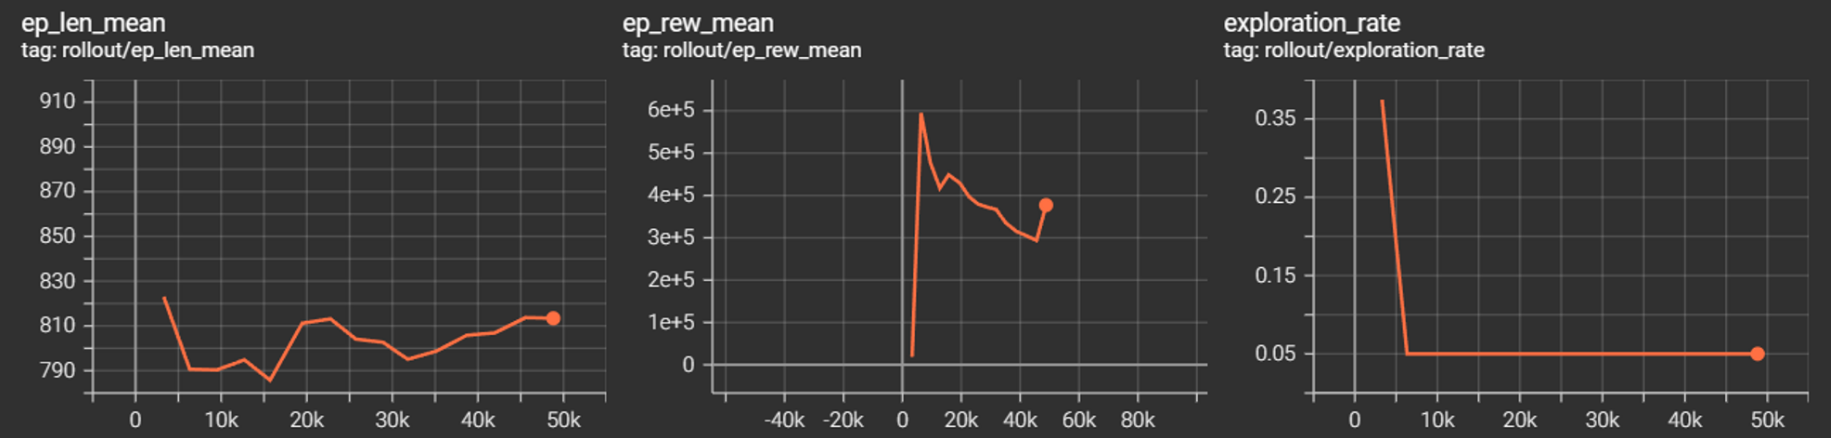 ep_len_mean
tag: rollout/ep_len_mean
910
890
870
850
830
810
790
0 10k 20k 30k 40k 50k
ep_rew_mean
tag: rollout/ep_rew_mean
6e+5
5e+5
4e+5
3e+5
2e+5
1e+5
0
-40k -20k 0 20k 40k 60k 80k
exploration_rate
tag: rollout/exploration_rate
0.35
0.25
0.15
0.05
0 10k 20k 30k 40k 50k